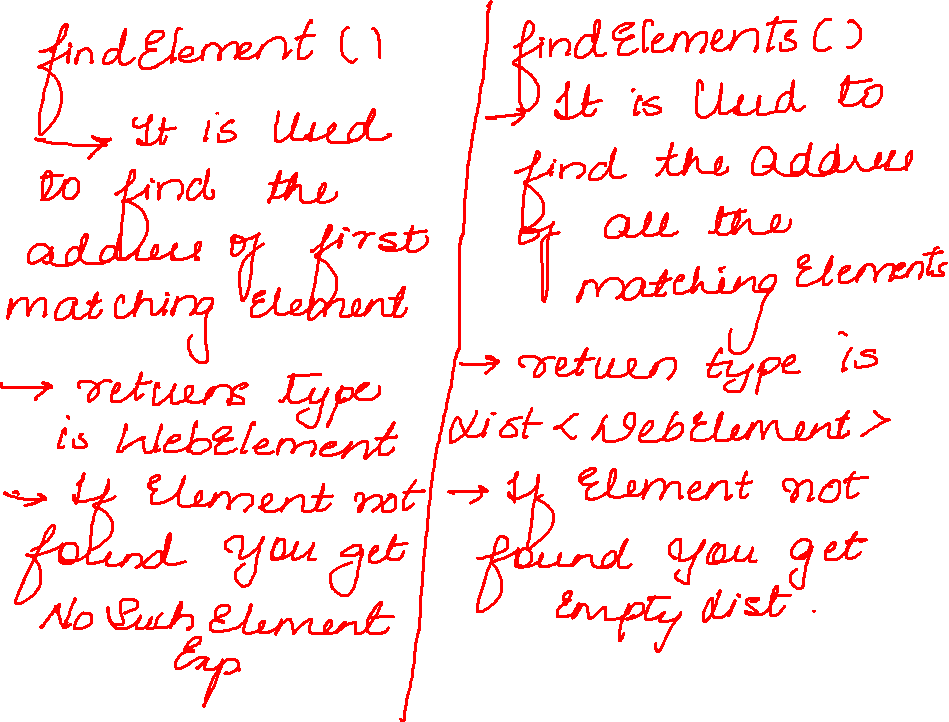 findElement ()
→ It is Used
to find the
address of first
matching Element
→ returns type
is WebElement
→ If Element not
found you get
No Such Element
Exp
findElements ()
→ It is Used to
find the address
of all the
matching Elements
→ return type is
List < WebElement >
→ If Element not
found you get
Empty List .